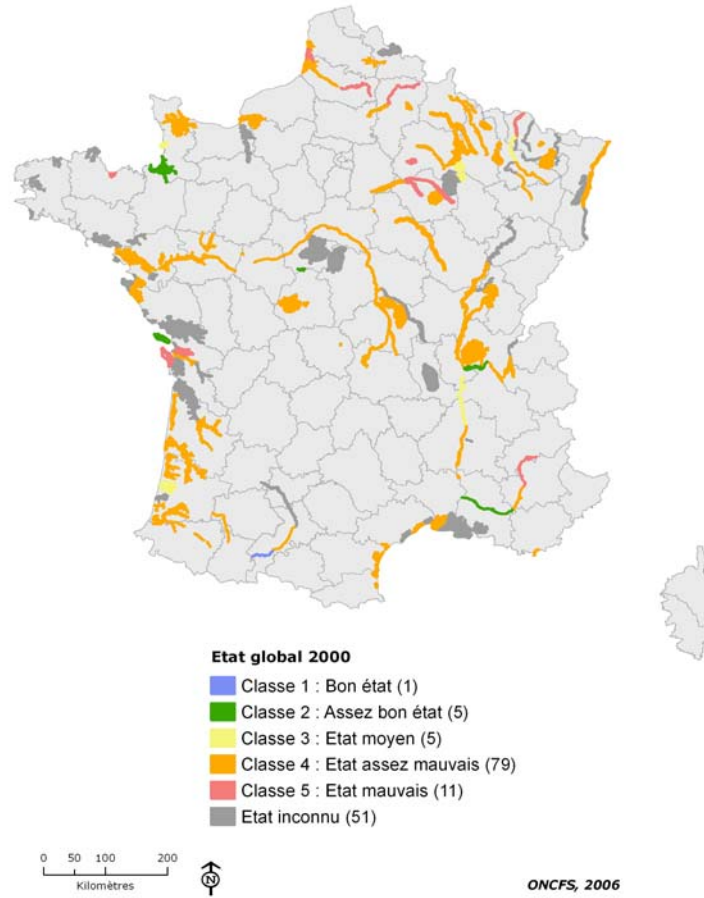 Etat global 2000
Classe 1 : Bon état (1)
Classe 2 : Assez bon état (5)
Classe 3 : Etat moyen (5)
Classe 4 : Etat assez mauvais (79)
Classe 5 : Etat mauvais (11)
Etat inconnu (51)
0 50 100 200
Kilomètres
N
ONCFS, 2006